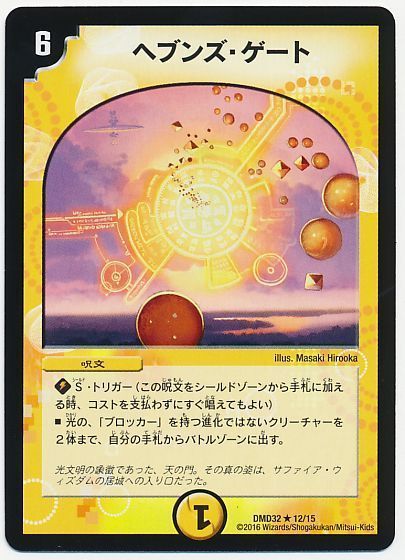 6
ヘブンズ・ゲート
illus. Masaki Hirooka
呪文
S・トリガー(この呪文をシールドゾーンから手札に加え
る時、コストを支払わずにすぐ唱えてもよい)
■光の、「ブロッカー」を持つ進化ではないクリーチャーを
2体まで、自分の手札からバトルゾーンに出す。
光文明の象徴であった、天の門。その真の姿は、サファイア・ウ
ィズダムの居城への入り口だった。
1
DMD32 ★ 12/15
©2016 Wizards/Shogakukan/Mitsui-Kids